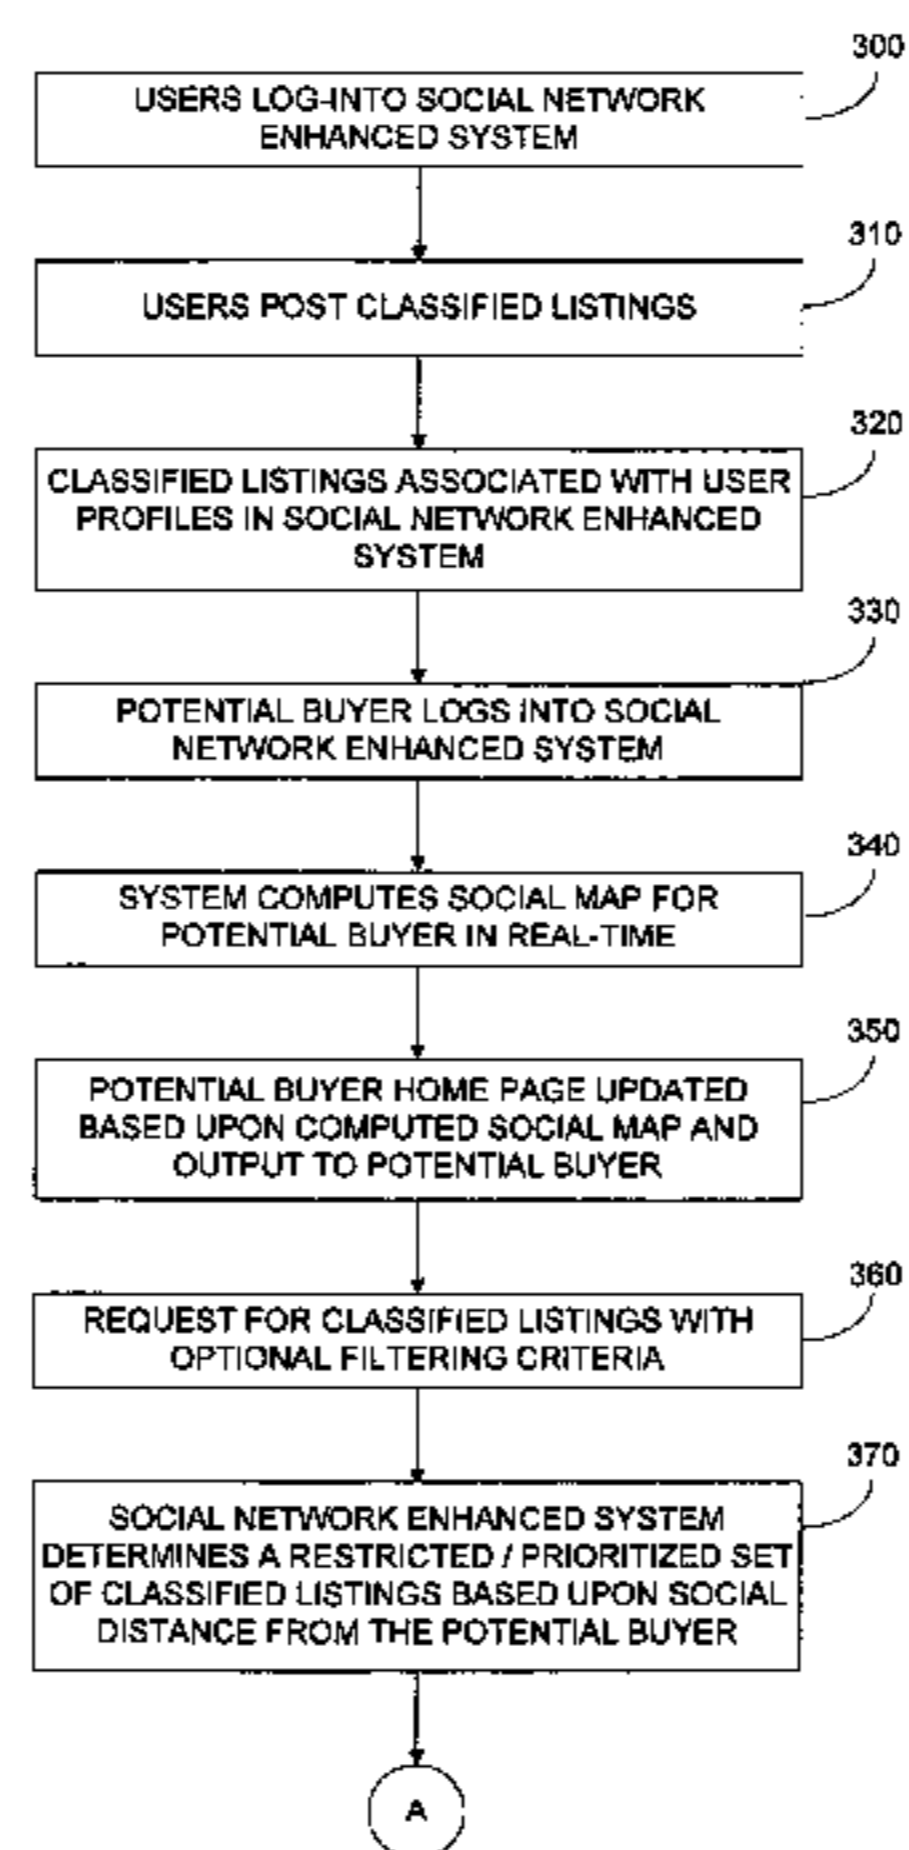 300
USERS LOG-INTO SOCIAL NETWORK
ENHANCED SYSTEM
310
USERS POST CLASSIFIED LISTINGS
320
CLASSIFIED LISTINGS ASSOCIATED WITH USER
PROFILES IN SOCIAL NETWORK ENHANCED
SYSTEM
330
POTENTIAL BUYER LOGS INTO SOCIAL
NETWORK ENHANCED SYSTEM
340
SYSTEM COMPUTES SOCIAL MAP FOR
POTENTIAL BUYER IN REAL-TIME
350
POTENTIAL BUYER HOME PAGE UPDATED
BASED UPON COMPUTED SOCIAL MAP AND
OUTPUT TO POTENTIAL BUYER
360
REQUEST FOR CLASSIFIED LISTINGS WITH
OPTIONAL FILTERING CRITERIA
370
SOCIAL NETWORK ENHANCED SYSTEM
DETERMINES A RESTRICTED / PRIORITIZED SET
OF CLASSIFIED LISTINGS BASED UPON SOCIAL
DISTANCE FROM THE POTENTIAL BUYER
A